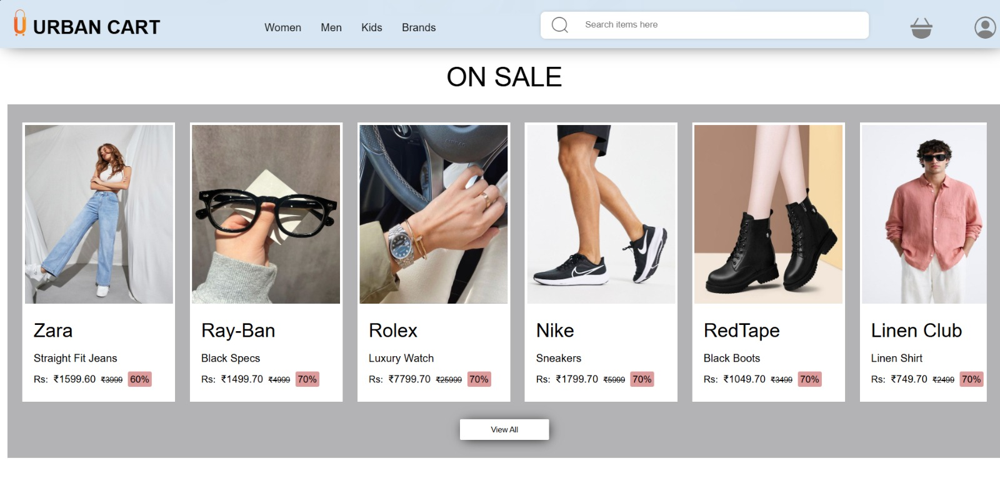 URBAN CART
Women Men Kids Brands
Search items here
ON SALE
Zara
Straight Fit Jeans
Rs: ₹1599.60 ₹3999 60%
Ray-Ban
Black Specs
Rs: ₹1499.70 ₹4999 70%
Rolex
Luxury Watch
Rs: ₹7799.70 ₹25999 70%
Nike
Sneakers
Rs: ₹1799.70 ₹5999 70%
RedTape
Black Boots
Rs: ₹1049.70 ₹3499 70%
Linen Club
Linen Shirt
Rs: ₹749.70 ₹2499 70%
View All